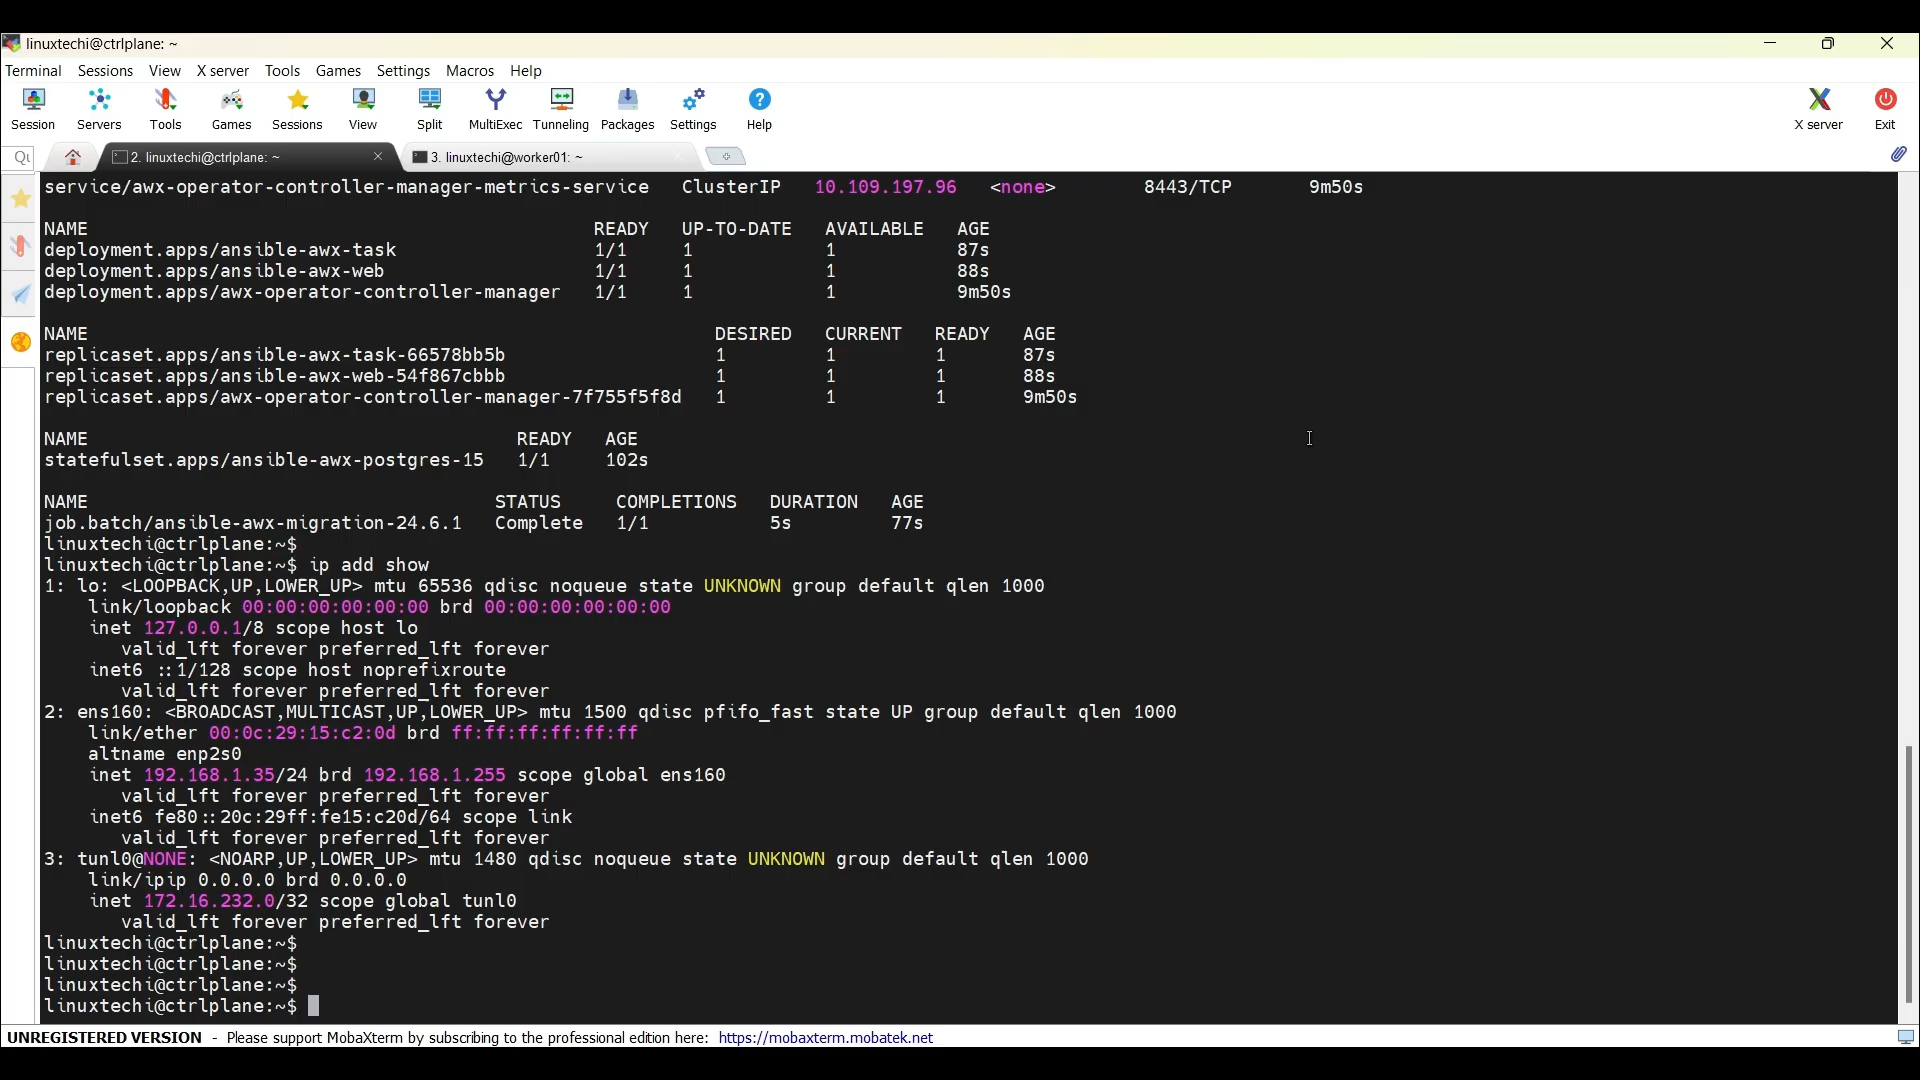 linuxtechi@ctrlplane: ~
Terminal Sessions View X server Tools Games Settings Macros Help
Session Servers Tools Games Sessions View Split MultiExec Tunneling Packages Settings Help X server Exit
2. linuxtechi@ctrlplane: ~ 3. linuxtechi@worker01: ~
service/awx-operator-controller-manager-metrics-service ClusterIP 10.109.197.96 <none> 8443/TCP 9m50s
NAME READY UP-TO-DATE AVAILABLE AGE
deployment.apps/ansible-awx-task 1/1 1 1 87s
deployment.apps/ansible-awx-web 1/1 1 1 88s
deployment.apps/awx-operator-controller-manager 1/1 1 1 9m50s
NAME DESIRED CURRENT READY AGE
replicaset.apps/ansible-awx-task-66578bb5b 1 1 1 87s
replicaset.apps/ansible-awx-web-54f867cbbb 1 1 1 88s
replicaset.apps/awx-operator-controller-manager-7f755f5f8d 1 1 1 9m50s
NAME READY AGE
statefulset.apps/ansible-awx-postgres-15 1/1 102s
NAME STATUS COMPLETIONS DURATION AGE
job.batch/ansible-awx-migration-24.6.1 Complete 1/1 5s 77s
linuxtechi@ctrlplane:~$
linuxtechi@ctrlplane:~$ ip add show
1: lo: <LOOPBACK,UP,LOWER_UP> mtu 65536 qdisc noqueue state UNKNOWN group default qlen 1000
link/loopback 00:00:00:00:00:00 brd 00:00:00:00:00:00
inet 127.0.0.1/8 scope host lo
valid_lft forever preferred_lft forever
inet6 ::1/128 scope host noprefixroute
valid_lft forever preferred_lft forever
2: ens160: <BROADCAST,MULTICAST,UP,LOWER_UP> mtu 1500 qdisc pfifo_fast state UP group default qlen 1000
link/ether 00:0c:29:15:c2:0d brd ff:ff:ff:ff:ff:ff
altname enp2s0
inet 192.168.1.35/24 brd 192.168.1.255 scope global ens160
valid_lft forever preferred_lft forever
inet6 fe80::20c:29ff:fe15:c20d/64 scope link
valid_lft forever preferred_lft forever
3: tunl0@NONE: <NOARP,UP,LOWER_UP> mtu 1480 qdisc noqueue state UNKNOWN group default qlen 1000
link/ipip 0.0.0.0 brd 0.0.0.0
inet 172.16.232.0/32 scope global tunl0
valid_lft forever preferred_lft forever
linuxtechi@ctrlplane:~$
linuxtechi@ctrlplane:~$
linuxtechi@ctrlplane:~$
linuxtechi@ctrlplane:~$
UNREGISTERED VERSION - Please support MobaXterm by subscribing to the professional edition here: https://mobaxterm.mobatek.net